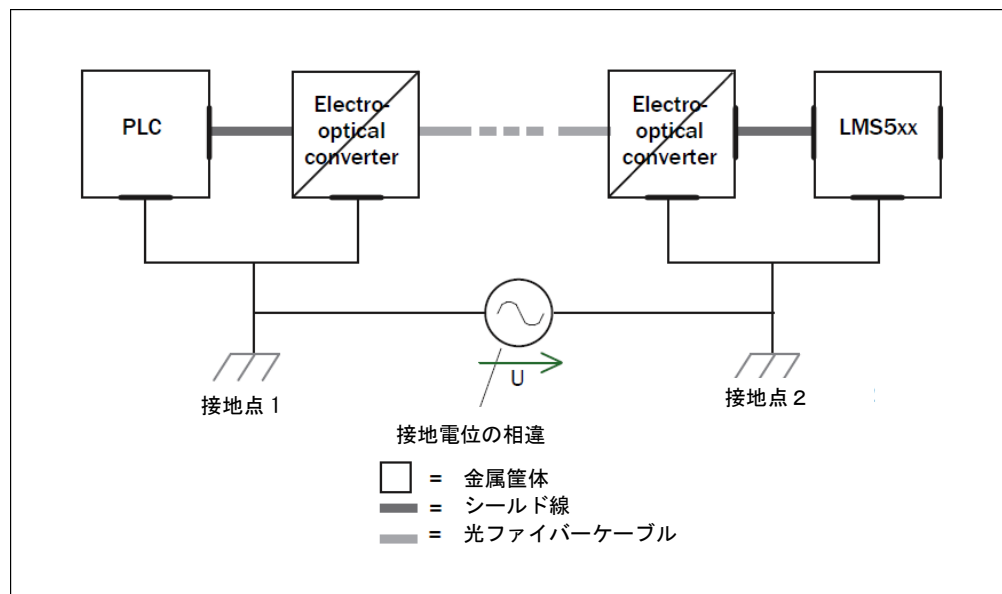 PLC
Electro-
optical
converter
Electro-
optical
converter
LMS5xx
U
接地点 1
接地点 2
接地電位の相違
= 金属筐体
= シールド線
= 光ファイバーケーブル